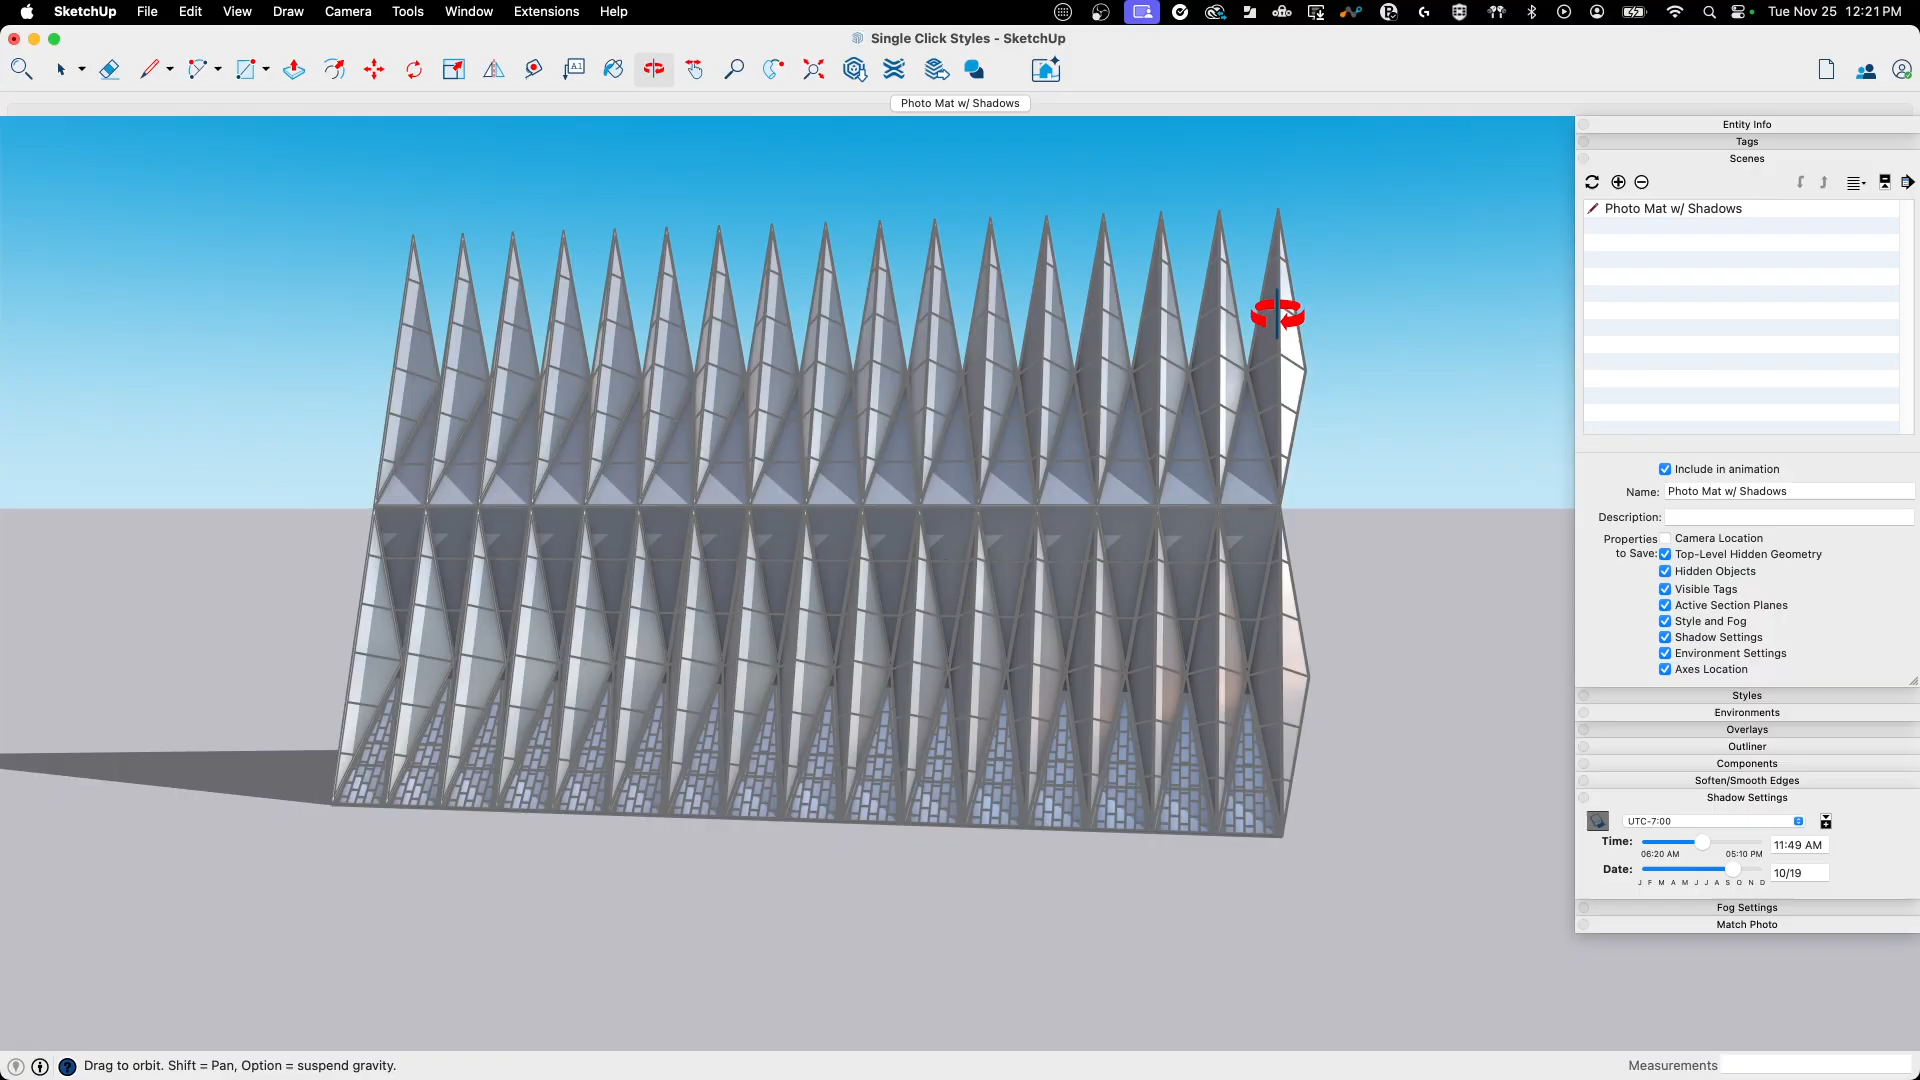 SketchUp File Edit View Draw Camera Tools Window Extensions Help Tue Nov 25 12:21 PM
Single Click Styles - SketchUp
A1
Photo Mat w/ Shadows
Entity Info
Tags
Scenes
Photo Mat w/ Shadows
Include in animation
Name: Photo Mat w/ Shadows
Description:
Properties to Save:
Camera Location
Top-Level Hidden Geometry
Hidden Objects
Visible Tags
Active Section Planes
Style and Fog
Shadow Settings
Environment Settings
Axes Location
Styles
Environments
Overlays
Outliner
Components
Soften/Smooth Edges
Shadow Settings
UTC-7:00
Time: 11:49 AM
06:20 AM 05:10 PM
Date: 10/19
J F M A M J J A S O N D
Fog Settings
Match Photo
Drag to orbit. Shift = Pan, Option = suspend gravity.
Measurements